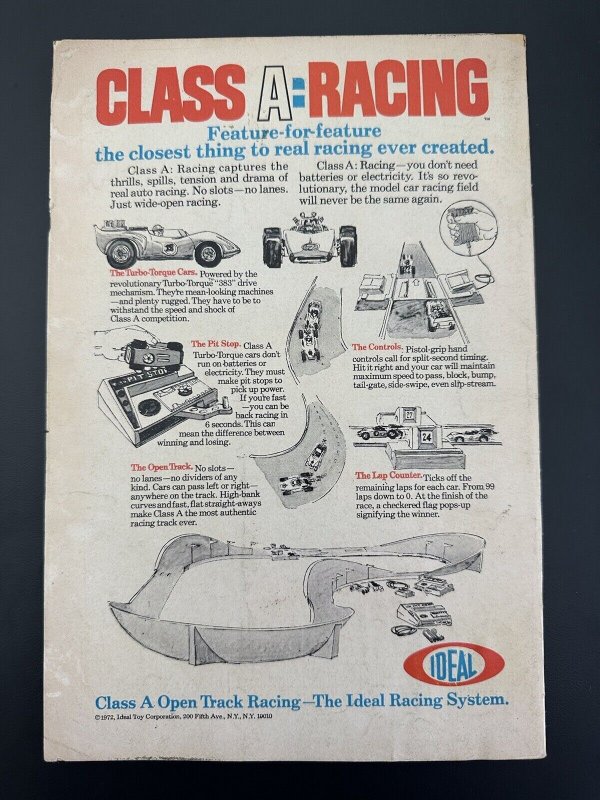 CLASS A: RACING™
Feature-for-feature
the closest thing to real racing ever created.
Class A: Racing captures the
thrills, spills, tension and drama of
real auto racing. No slots—no lanes.
Just wide-open racing.
Class A: Racing—you don't need
batteries or electricity. It's so revo-
lutionary, the model car racing field
will never be the same again.
The Turbo-Torque Cars. Powered by the
revolutionary Turbo-Torque "383" drive
mechanism. They're mean-looking machines
—and plenty rugged. They have to be to
withstand the speed and shock of
Class A competition.
The Pit Stop. Class A
Turbo-Torque cars don't
run on batteries or
electricity. They must
make pit stops to
pick up power.
If you're fast
—you can be
back racing in
6 seconds. This can
mean the difference between
winning and losing.
PIT STOP
The Controls. Pistol-grip hand
controls call for split-second timing.
Hit it right and your car will maintain
maximum speed to pass, block, bump,
tail-gate, side-swipe, even slip-stream.
27
24
The Open Track. No slots—
no lanes—no dividers of any
kind. Cars can pass left or right—
anywhere on the track. High-bank
curves and fast, flat straight-aways
make Class A the most authentic
racing track ever.
The Lap Counter. Ticks off the
remaining laps for each car. From 99
laps down to 0. At the finish of the
race, a checkered flag pops-up
signifying the winner.
IDEAL
Class A Open Track Racing—The Ideal Racing System.
©1972, Ideal Toy Corporation, 200 Fifth Ave., N.Y., N.Y. 10010